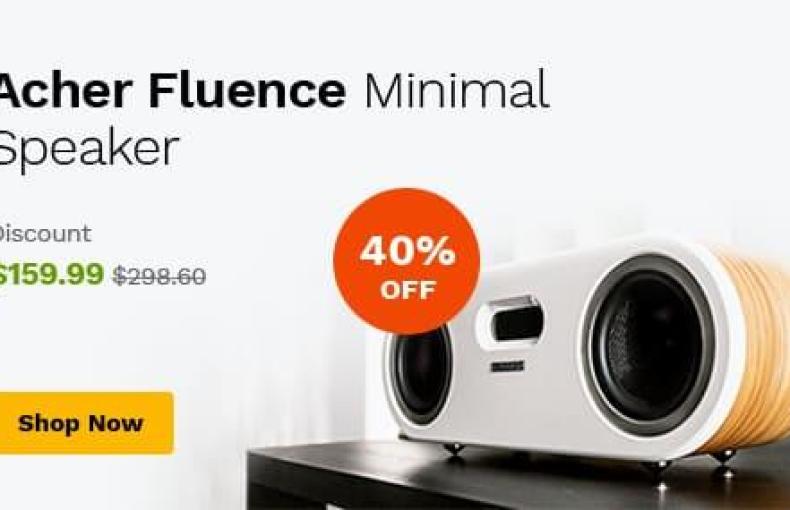 Acher Fluence Minimal
Speaker
Discount
$159.99 $298.60
40%
OFF
Shop Now